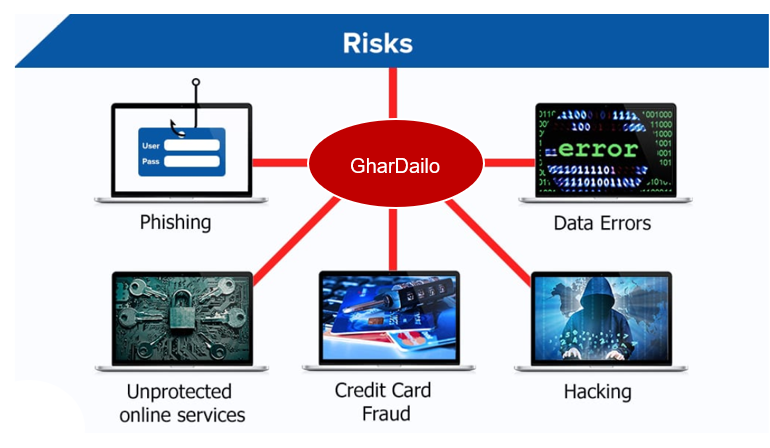 Risks
GharDailo
User
Pass
error
Phishing
Data Errors
Unprotected
online services
Credit Card
Fraud
Hacking